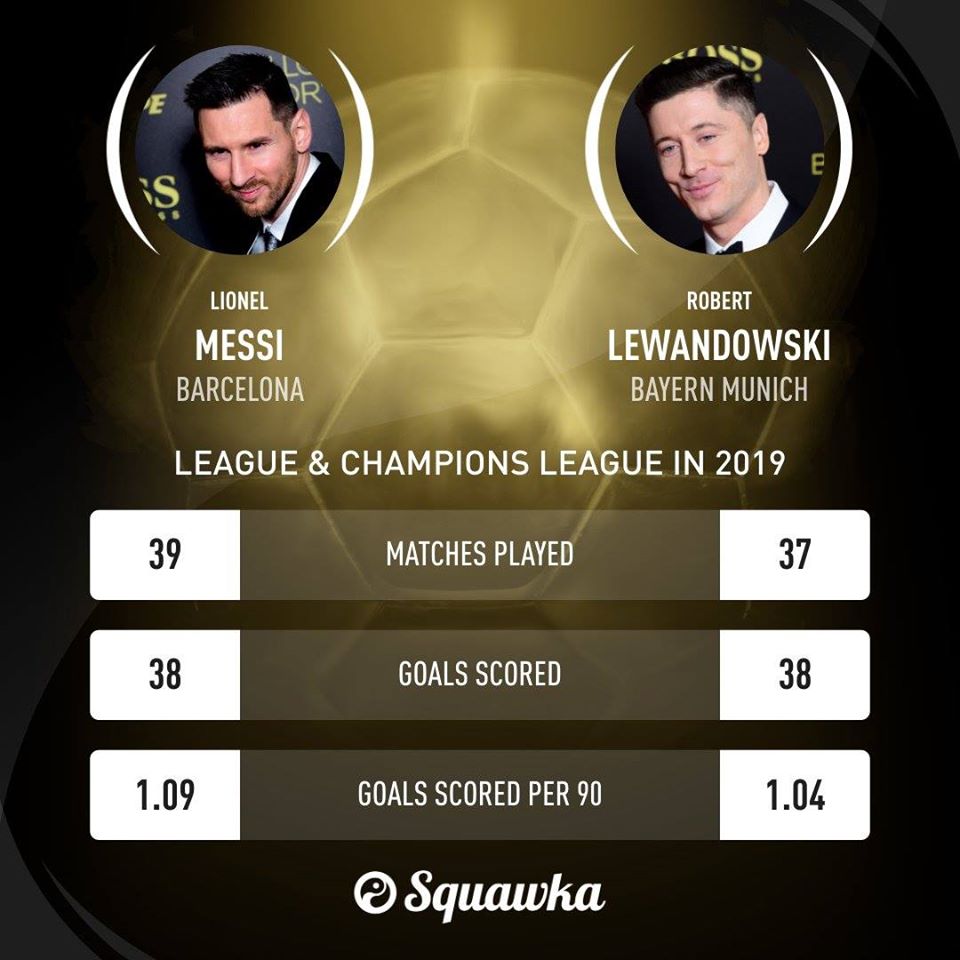 LIONEL
MESSI
BARCELONA
ROBERT
LEWANDOWSKI
BAYERN MUNICH
LEAGUE & CHAMPIONS LEAGUE IN 2019
39 MATCHES PLAYED 37
38 GOALS SCORED 38
1.09 GOALS SCORED PER 90 1.04
Squawka